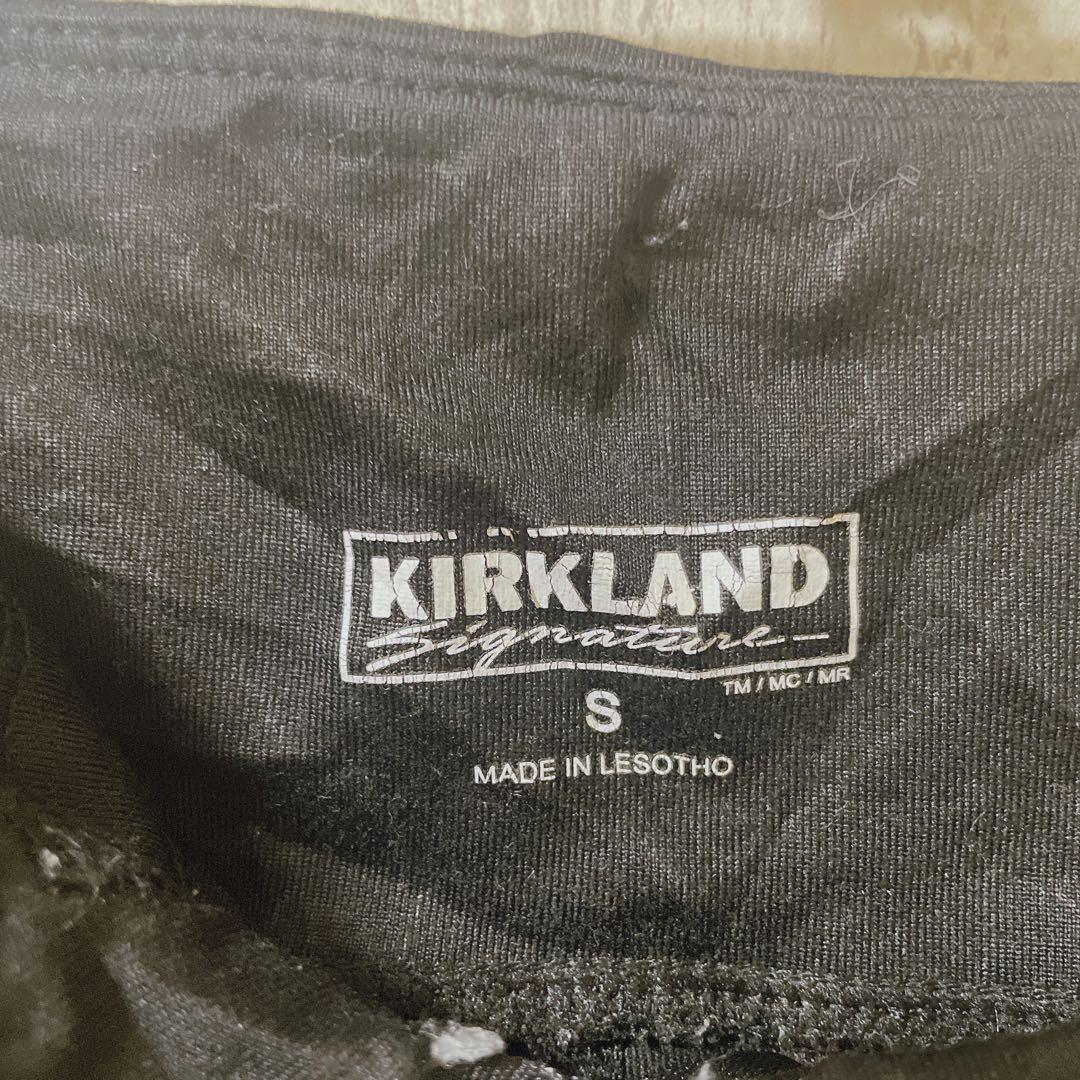 KIRKLAND
Signature
TM / MC / MR
S
MADE IN LESOTHO